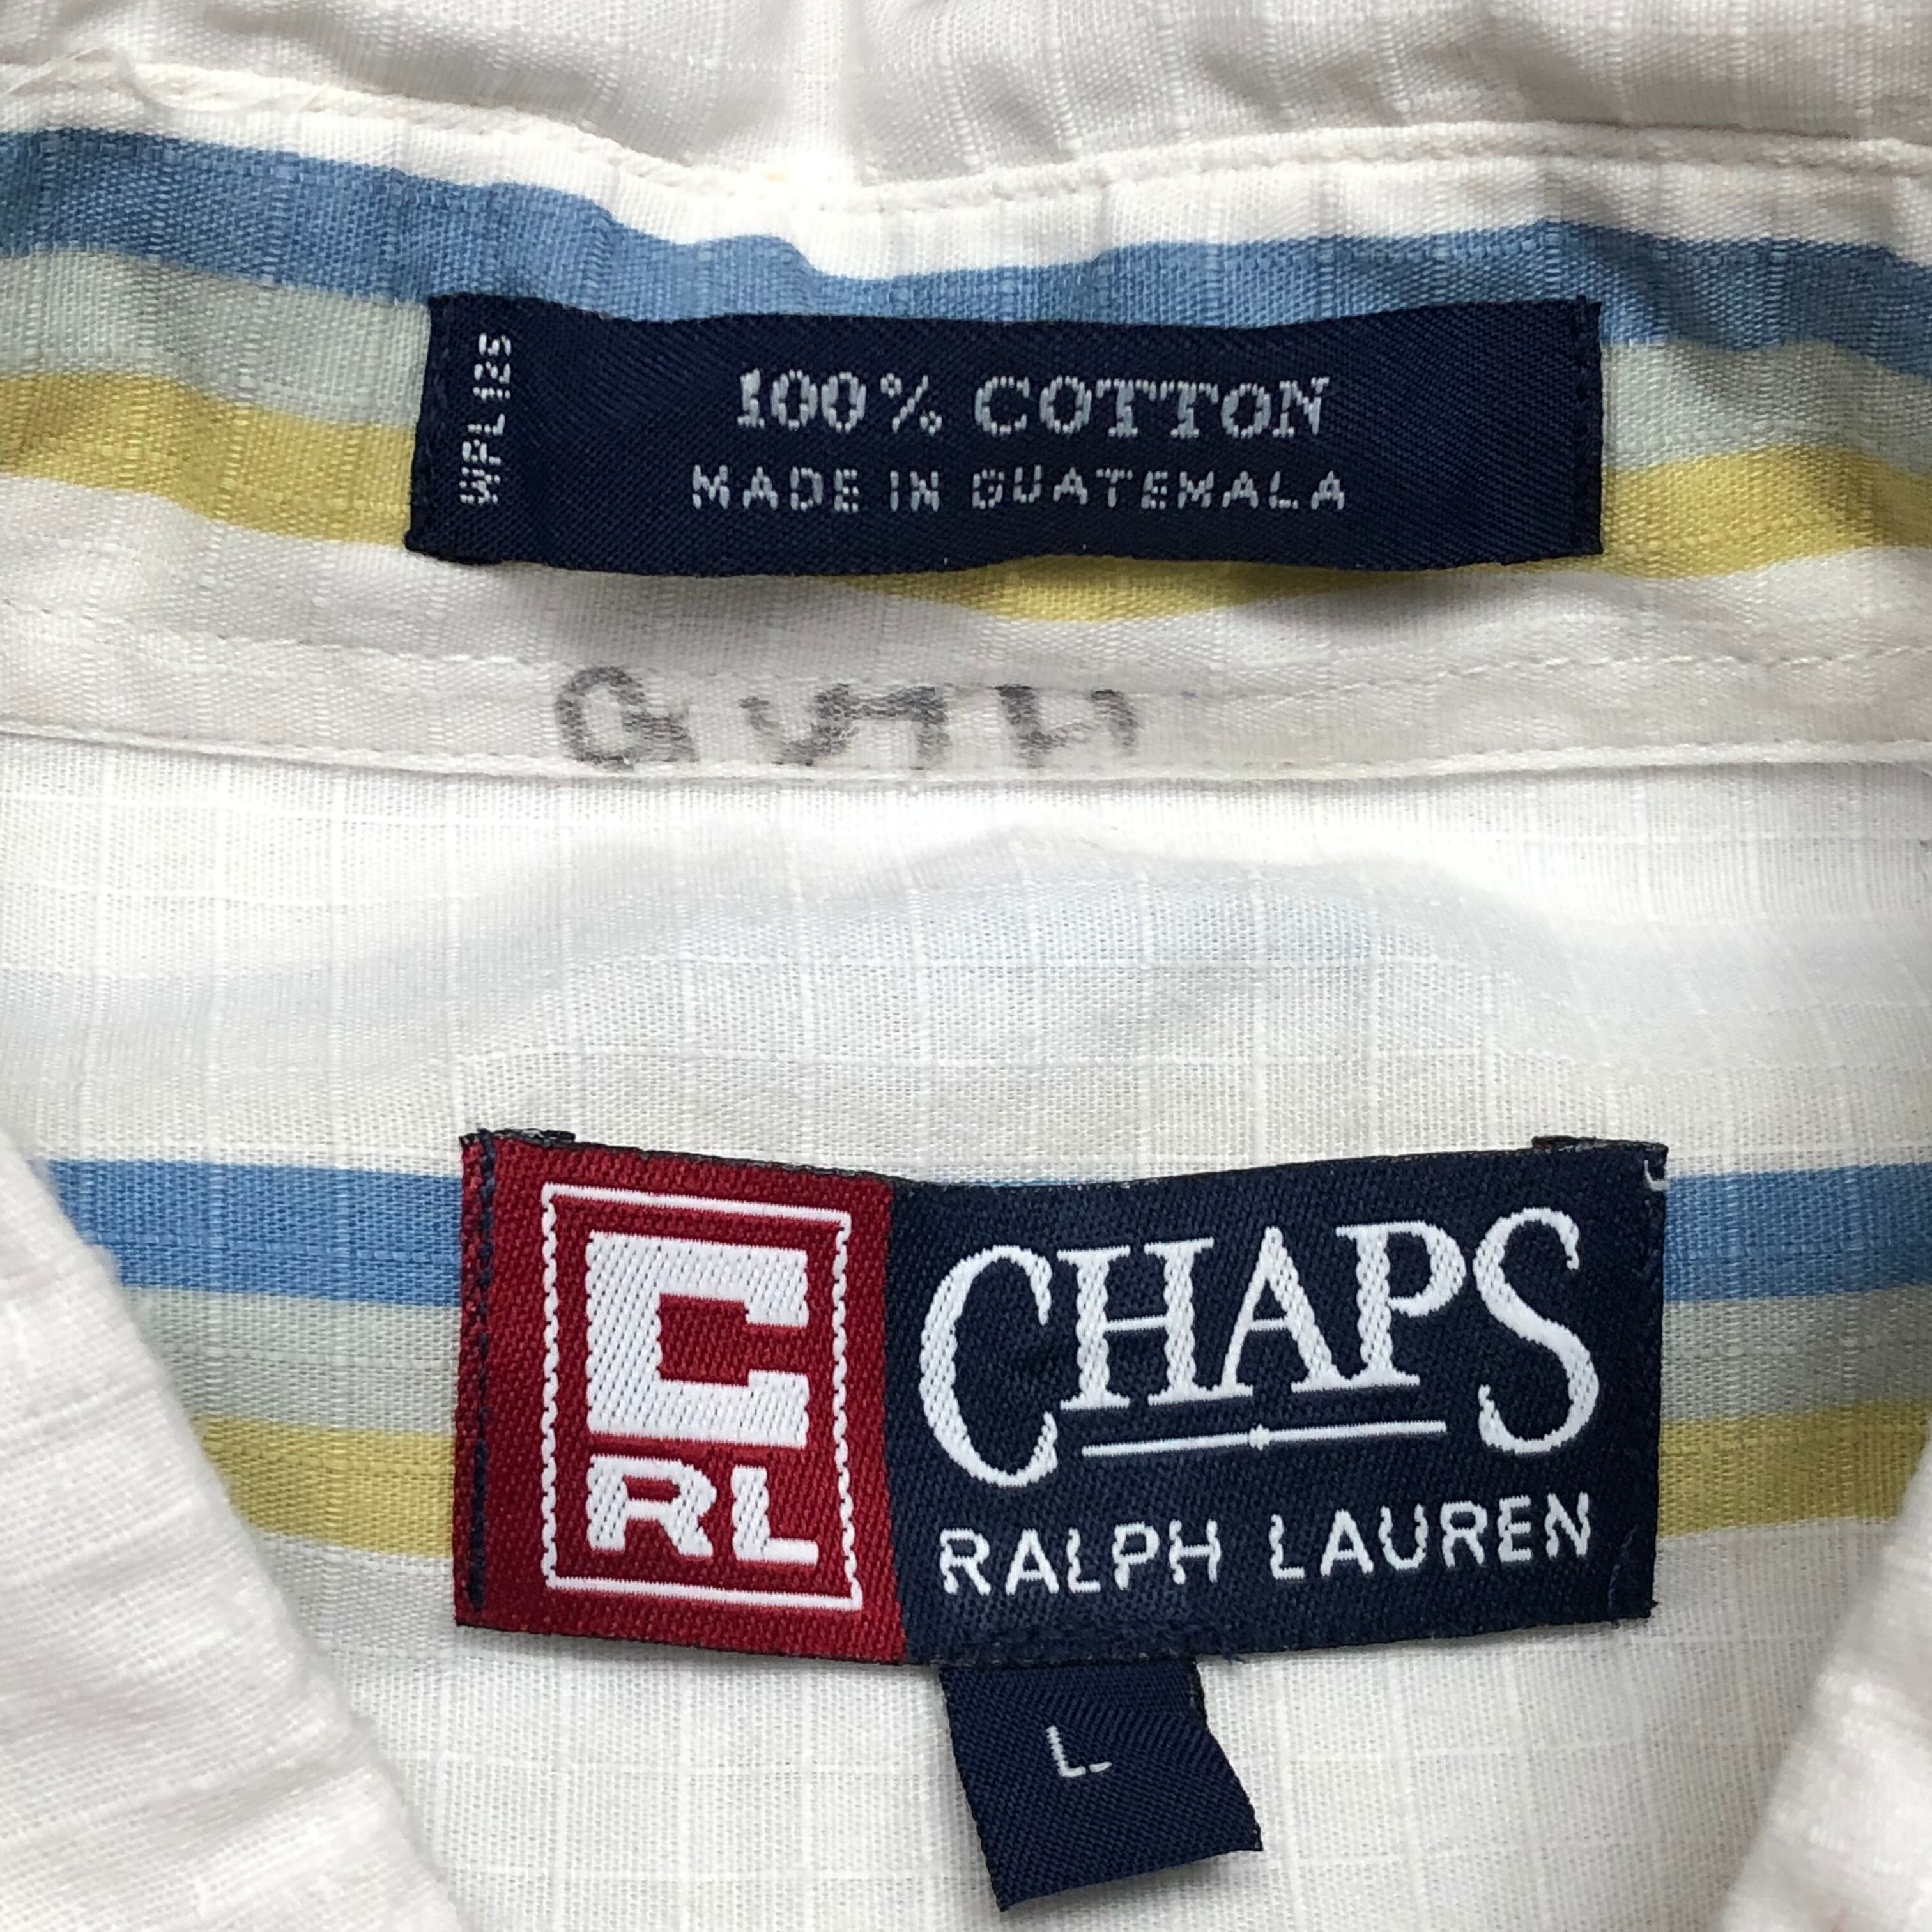 WPL 125
100% COTTON
MADE IN GUATEMALA
C
RL
CHAPS
RALPH LAUREN
L